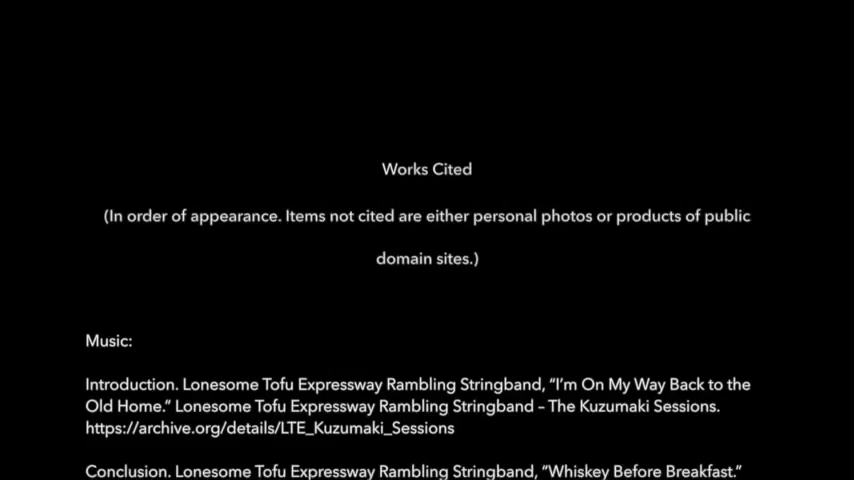 Works Cited
(In order of appearance. Items not cited are either personal photos or products of public
domain sites.)
Music:
Introduction. Lonesome Tofu Expressway Rambling Stringband, “I’m On My Way Back to the
Old Home.” Lonesome Tofu Expressway Rambling Stringband – The Kuzumaki Sessions.
https://archive.org/details/LTE_Kuzumaki_Sessions
Conclusion. Lonesome Tofu Expressway Rambling Stringband, “Whiskey Before Breakfast.”